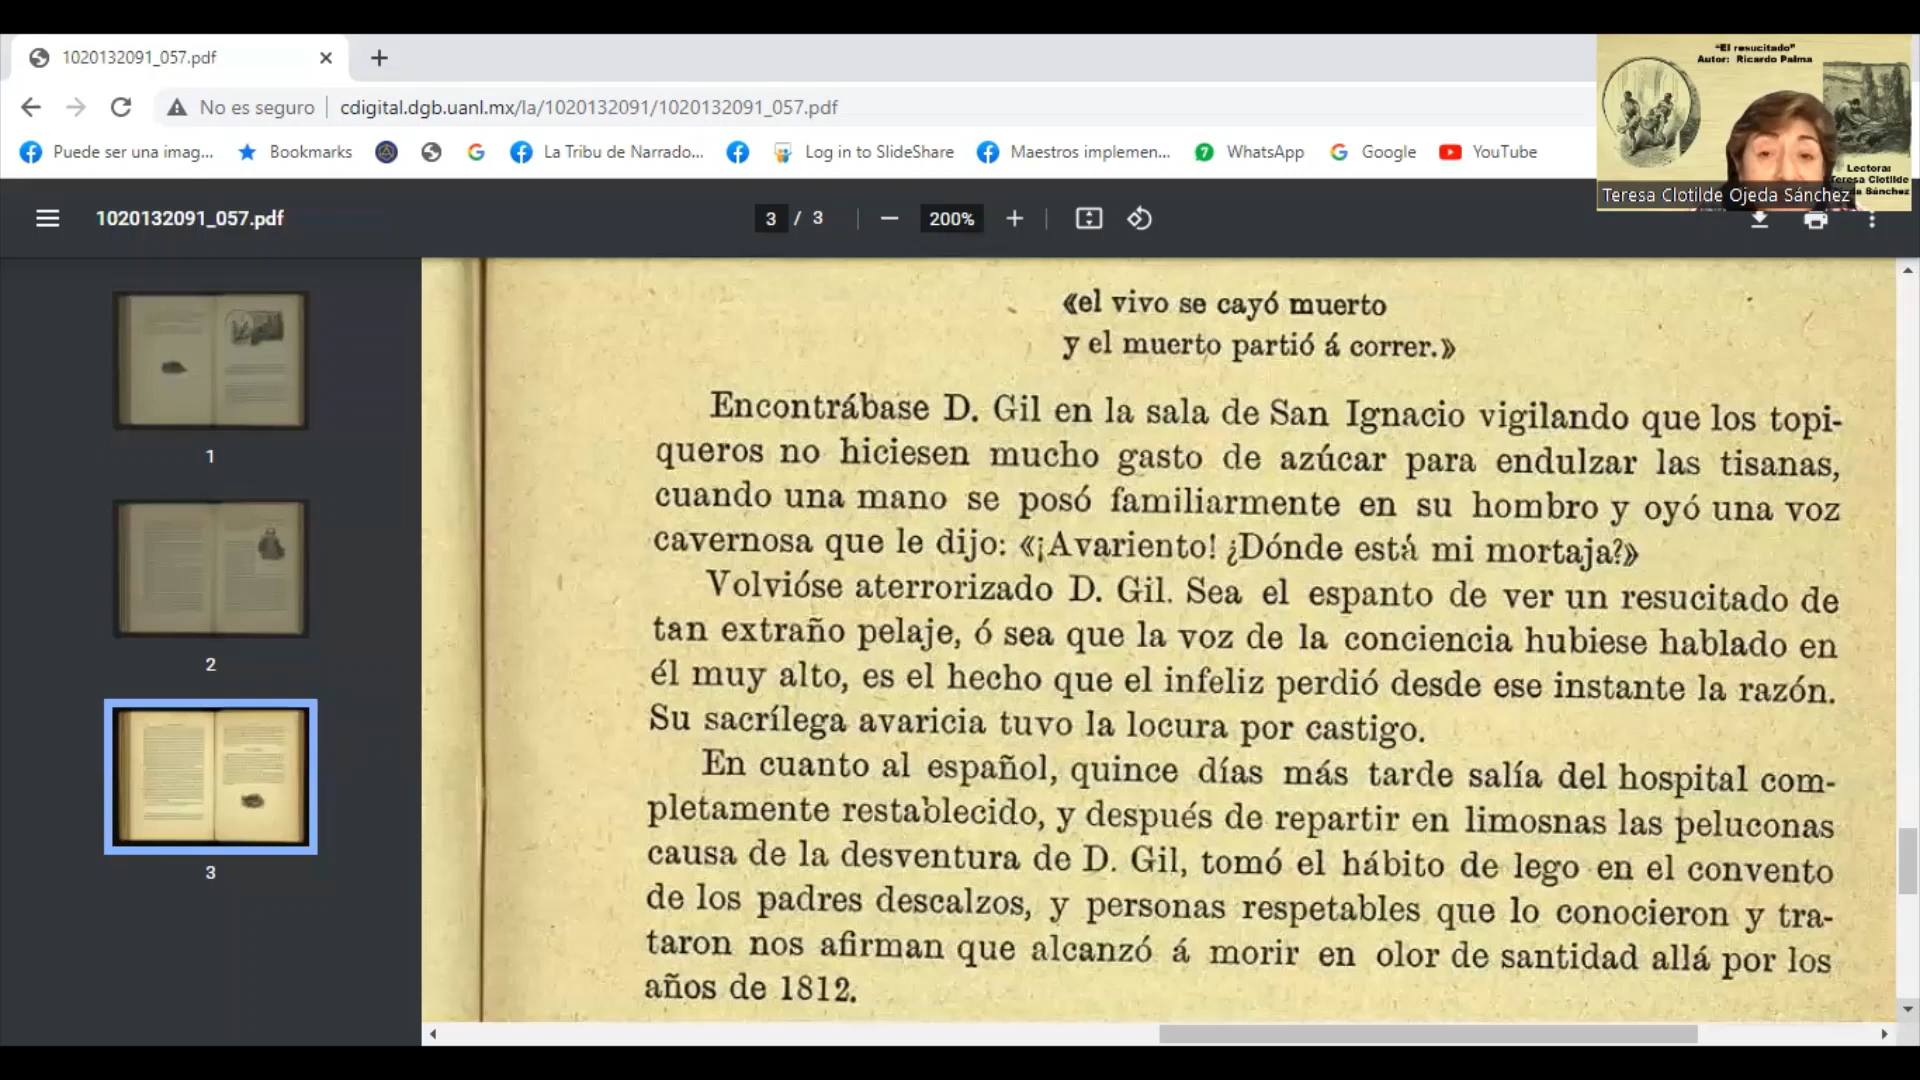 1020132091_057.pdf
No es seguro
cdigital.dgb.uanl.mx/la/1020132091/1020132091_057.pdf
Puede ser una imag...
Bookmarks
La Tribu de Narrado...
Log in to SlideShare
Maestros implemen...
WhatsApp
Google
YouTube
"El resucitado"
Autor: Ricardo Palma
Lectora:
Teresa Clotilde
Sánchez
Teresa Clotilde Ojeda Sánchez
1020132091_057.pdf
3 / 3
200%
1
2
3
«el vivo se cayó muerto
y el muerto partió á correr.»
Encontrábase D. Gil en la sala de San Ignacio vigilando que los topi-
queros no hiciesen mucho gasto de azúcar para endulzar las tisanas,
cuando una mano se posó familiarmente en su hombro y oyó una voz
cavernosa que le dijo: «¡Avariento! ¿Dónde está mi mortaja?»
Volvióse aterrorizado D. Gil. Sea el espanto de ver un resucitado de
tan extraño pelaje, ó sea que la voz de la conciencia hubiese hablado en
él muy alto, es el hecho que el infeliz perdió desde ese instante la razón.
Su sacrílega avaricia tuvo la locura por castigo.
En cuanto al español, quince días más tarde salía del hospital com-
pletamente restablecido, y después de repartir en limosnas las peluconas
causa de la desventura de D. Gil, tomó el hábito de lego en el convento
de los padres descalzos, y personas respetables que lo conocieron y tra-
taron nos afirman que alcanzó á morir en olor de santidad allá por los
años de 1812.